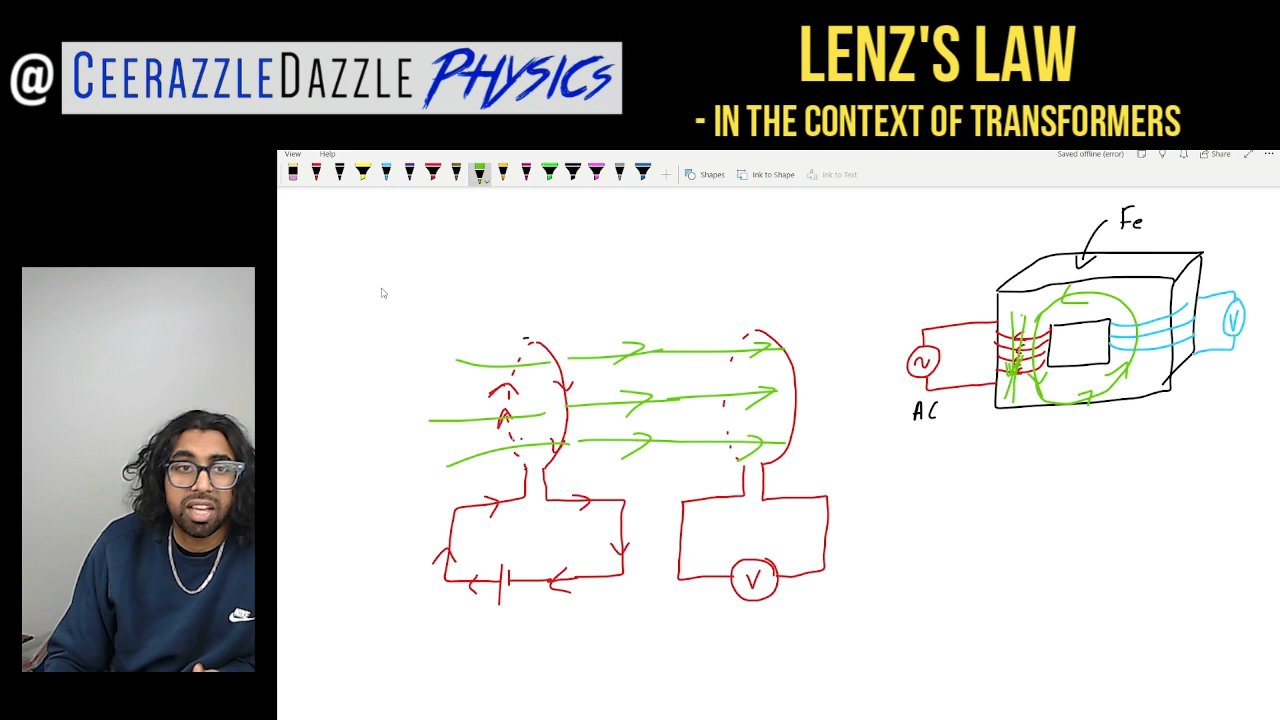 @ CEERAZZLEDAZZLE PHYSICS
LENZ'S LAW
- IN THE CONTEXT OF TRANSFORMERS
View Help Saved offline (error) Share
Shapes Ink to Shape Ink to Text
Fe
V
AC
V